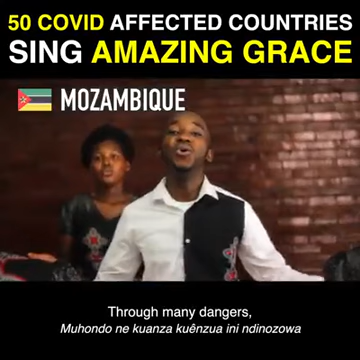 50 COVID AFFECTED COUNTRIES
SING AMAZING GRACE
MOZAMBIQUE
Through many dangers,
Muhondo ne kuanza kuênzua ini ndinozowa